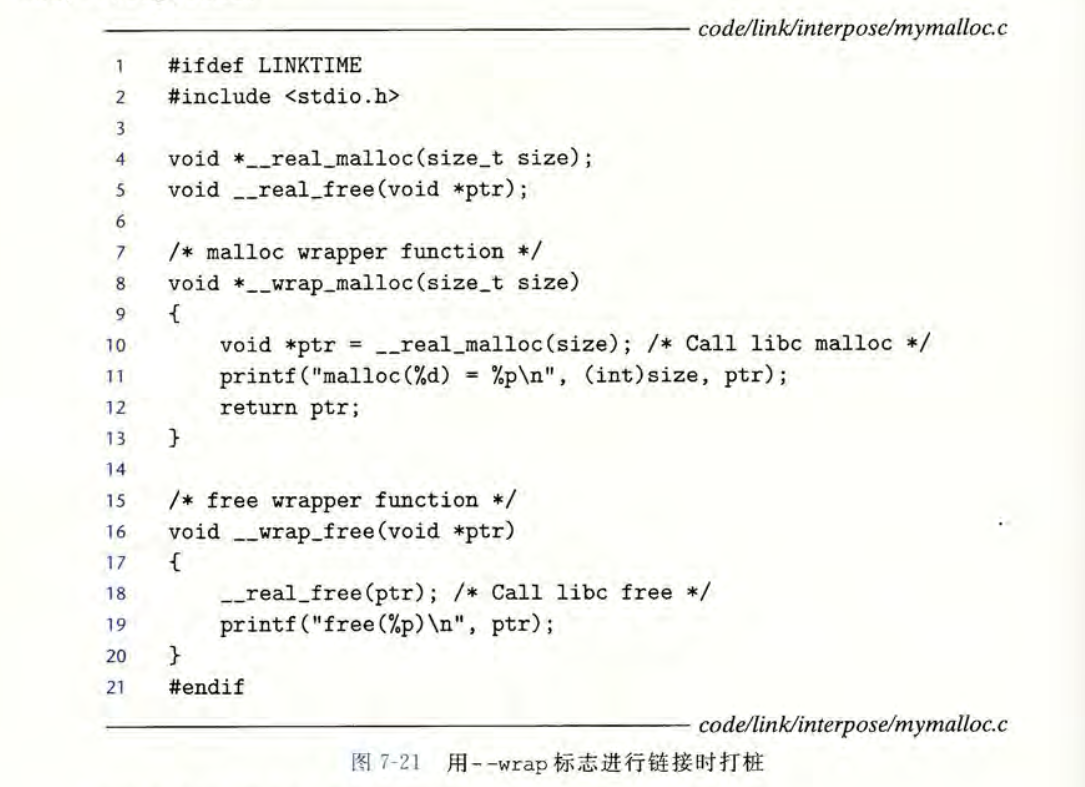 code/link/interpose/mymalloc.c
1 #ifdef LINKTIME
2 #include <stdio.h>
3
4 void *__real_malloc(size_t size);
5 void __real_free(void *ptr);
6
7 /* malloc wrapper function */
8 void *__wrap_malloc(size_t size)
9 {
10     void *ptr = __real_malloc(size); /* Call libc malloc */
11     printf("malloc(%d) = %p\n", (int)size, ptr);
12     return ptr;
13 }
14
15 /* free wrapper function */
16 void __wrap_free(void *ptr)
17 {
18     __real_free(ptr); /* Call libc free */
19     printf("free(%p)\n", ptr);
20 }
21 #endif
code/link/interpose/mymalloc.c
图 7-21 用--wrap 标志进行链接时打桩